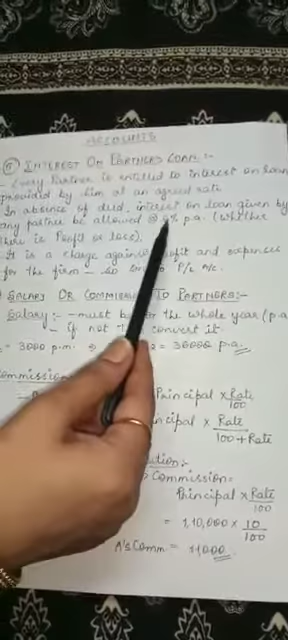 ACCOUNTS
INTEREST ON PARTNER'S LOAN :-
- Every Partner is entitled to interest on loan
provided by him at an agreed rate
In absence of deed, interest on loan given by
any partner be allowed @ % p.a. (whether
there is Profit or loss).
It is a charge against Profit and expenses
for the firm - so P/L A/c.
SALARY OR COMMISSION TO PARTNERS:-
Salary:- - must be for the whole year (p.a
- If not then convert it
= 3000 p.m. = 36000 p.a.
Commission
Principal × Rate/100
Principal × Rate/100 + Rate
Commission =
Principal × Rate/100
= 1,10,000 × 10/100
A's Comm = 11000